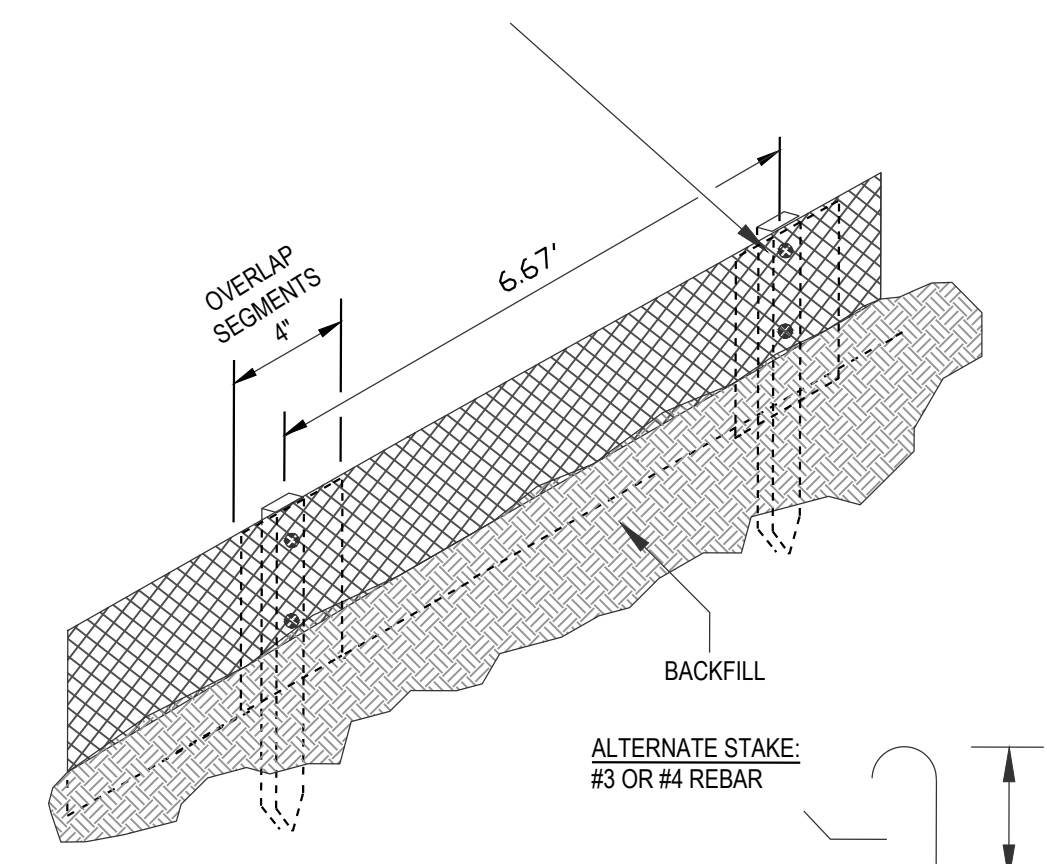 OVERLAP
SEGMENTS
4"
6.67'
BACKFILL
ALTERNATE STAKE:
#3 OR #4 REBAR